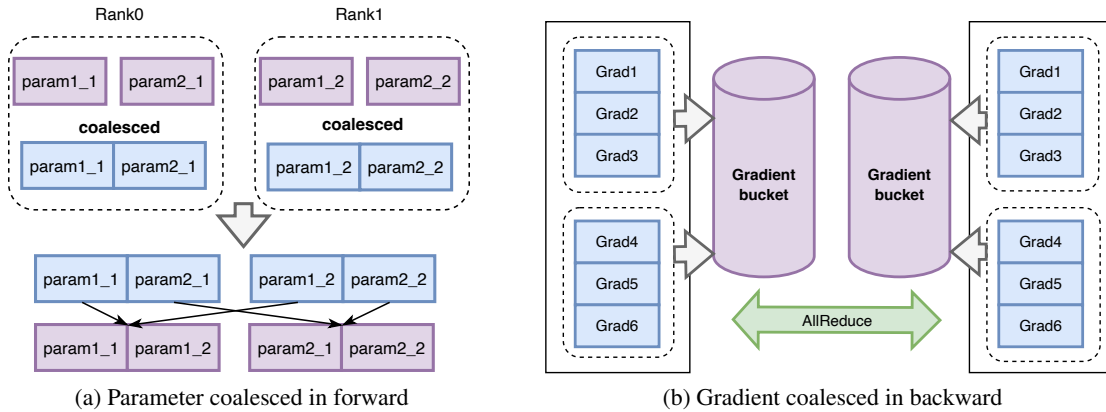 Rank0
Rank1
param1_1
param2_1
param1_2
param2_2
coalesced
coalesced
param1_1
param2_1
param1_2
param2_2
param1_1
param2_1
param1_2
param2_2
param1_1
param1_2
param2_1
param2_2
(a) Parameter coalesced in forward
Grad1
Grad2
Grad3
Grad4
Grad5
Grad6
Gradient
bucket
Gradient
bucket
AllReduce
Grad1
Grad2
Grad3
Grad4
Grad5
Grad6
(b) Gradient coalesced in backward